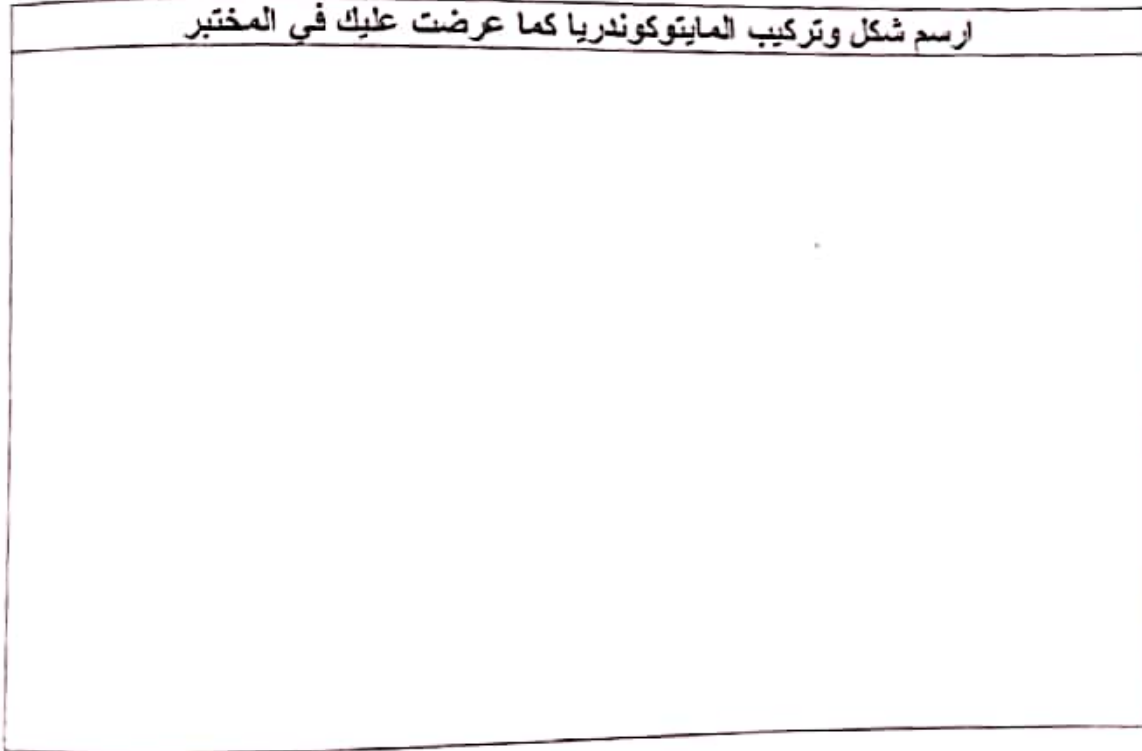 ارسم شكل وتركيب المايتوكوندريا كما عرضت عليك في المختبر